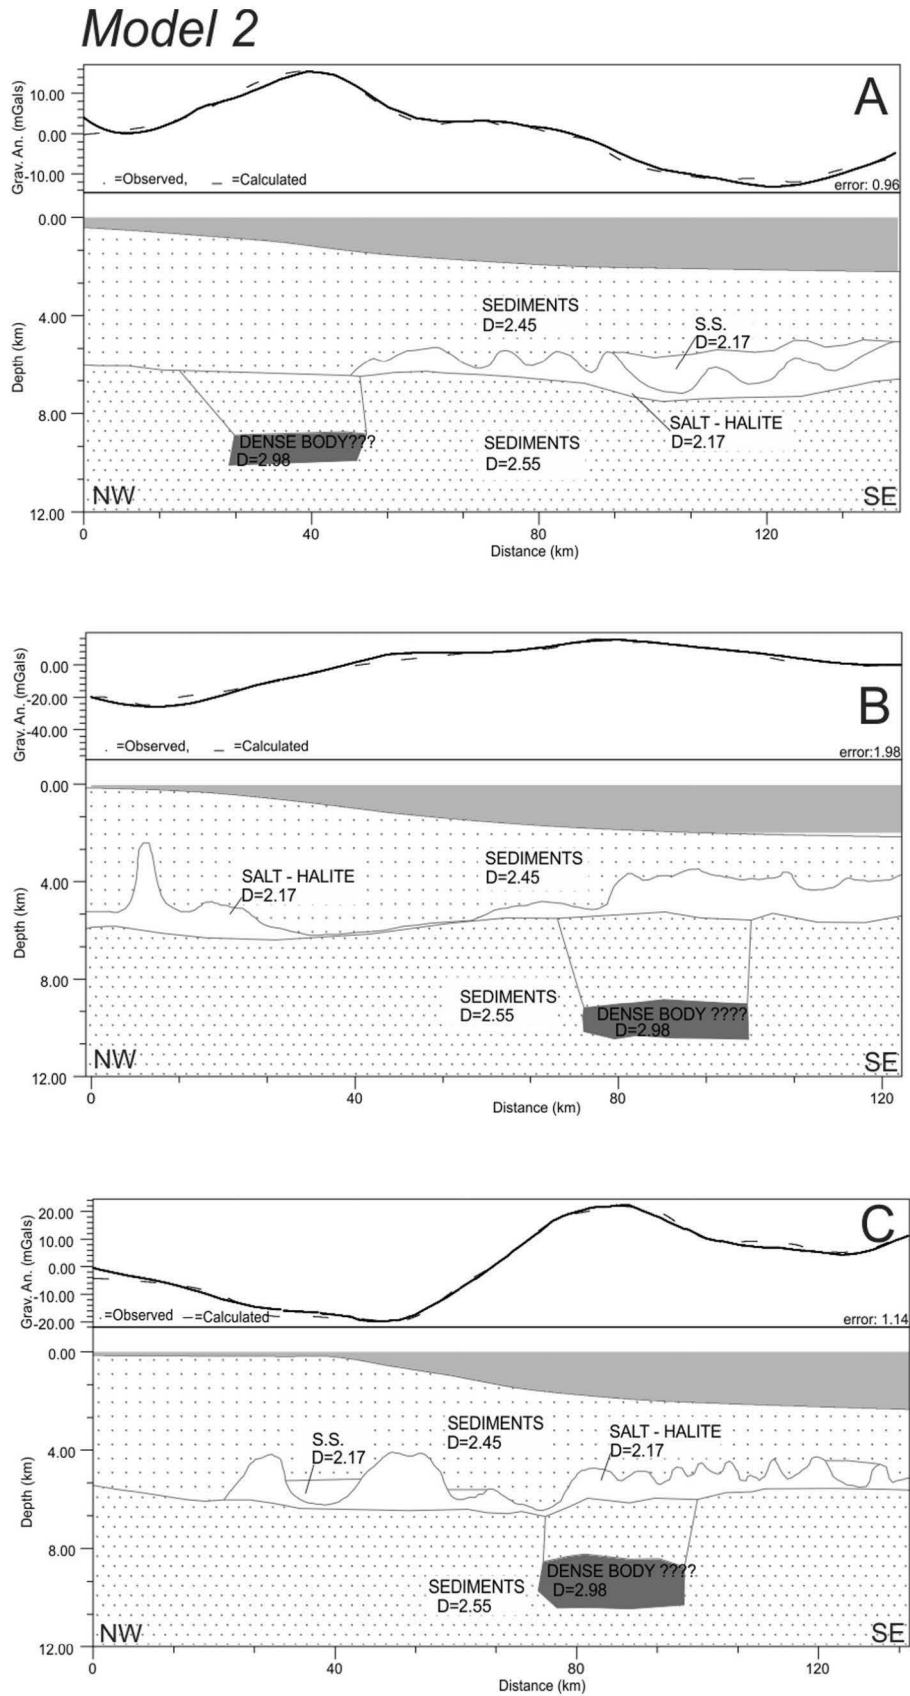 Model 2
A
Grav. An. (mGals)
10.00
0.00
-10.00
. =Observed, _ =Calculated
error: 0.96
0.00
4.00
8.00
12.00
Depth (km)
SEDIMENTS
D=2.45
S.S.
D=2.17
SALT - HALITE
D=2.17
DENSE BODY???
D=2.98
SEDIMENTS
D=2.55
NW
SE
0 40 80 120
Distance (km)
B
Grav. An. (mGals)
0.00
-20.00
-40.00
. =Observed, _ =Calculated
error:1.98
0.00
4.00
8.00
12.00
Depth (km)
SEDIMENTS
D=2.45
SALT - HALITE
D=2.17
SEDIMENTS
D=2.55
DENSE BODY ????
D=2.98
NW
SE
0 40 80 120
Distance (km)
C
Grav. An. (mGals)
20.00
10.00
0.00
-10.00
-20.00
.=Observed —=Calculated
error: 1.14
0.00
4.00
8.00
12.00
Depth (km)
SEDIMENTS
D=2.45
SALT - HALITE
D=2.17
S.S.
D=2.17
DENSE BODY ????
D=2.98
SEDIMENTS
D=2.55
NW
SE
0 40 80 120
Distance (km)